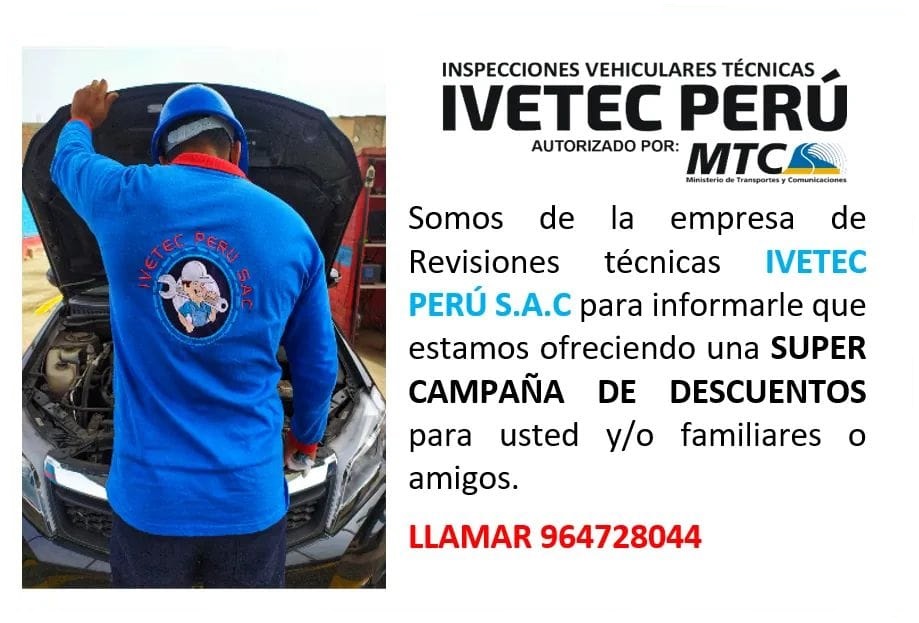 INSPECCIONES VEHICULARES TÉCNICAS
IVETEC PERÚ
AUTORIZADO POR: MTC
Ministerio de Transportes y Comunicaciones
IVETEC PERU SAC
Somos de la empresa de
Revisiones técnicas IVETEC
PERÚ S.A.C para informarle que
estamos ofreciendo una SUPER
CAMPAÑA DE DESCUENTOS
para usted y/o familiares o
amigos.
LLAMAR 964728044